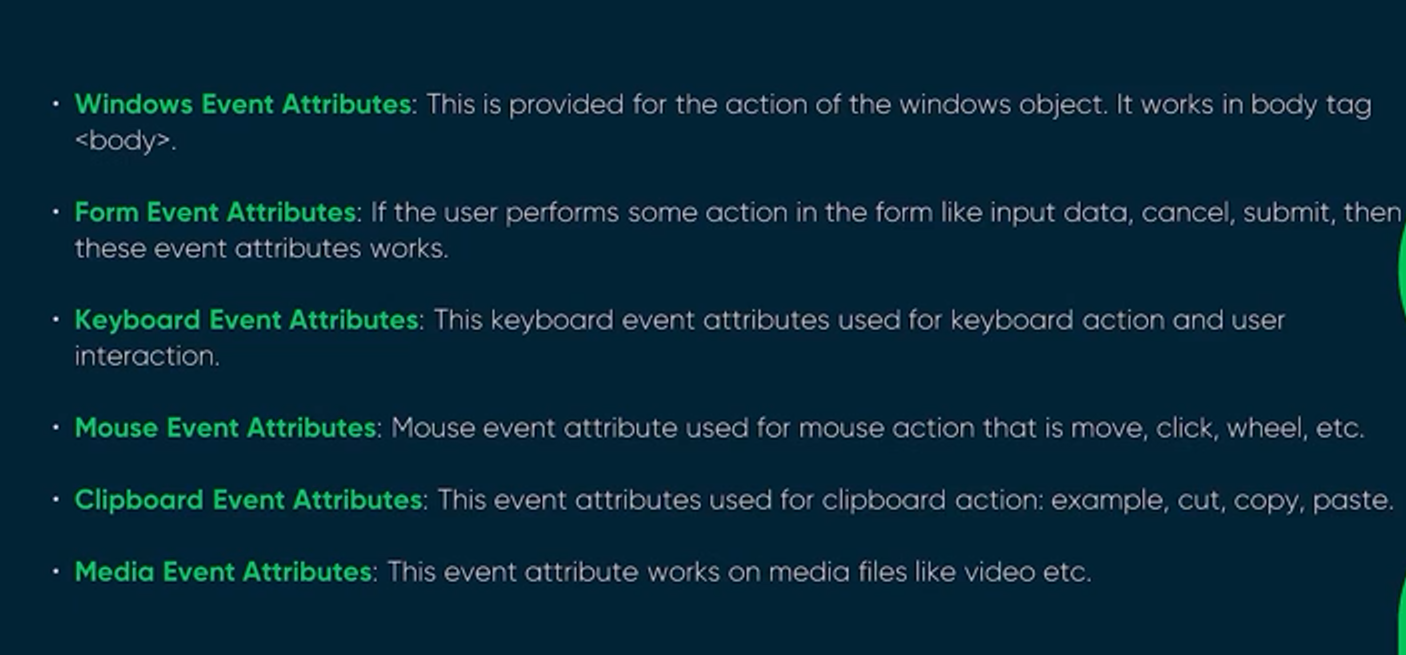 • Windows Event Attributes: This is provided for the action of the windows object. It works in body tag
<body>.
• Form Event Attributes: If the user performs some action in the form like input data, cancel, submit, then
these event attributes works.
• Keyboard Event Attributes: This keyboard event attributes used for keyboard action and user
interaction.
• Mouse Event Attributes: Mouse event attribute used for mouse action that is move, click, wheel, etc.
• Clipboard Event Attributes: This event attributes used for clipboard action: example, cut, copy, paste.
• Media Event Attributes: This event attribute works on media files like video etc.